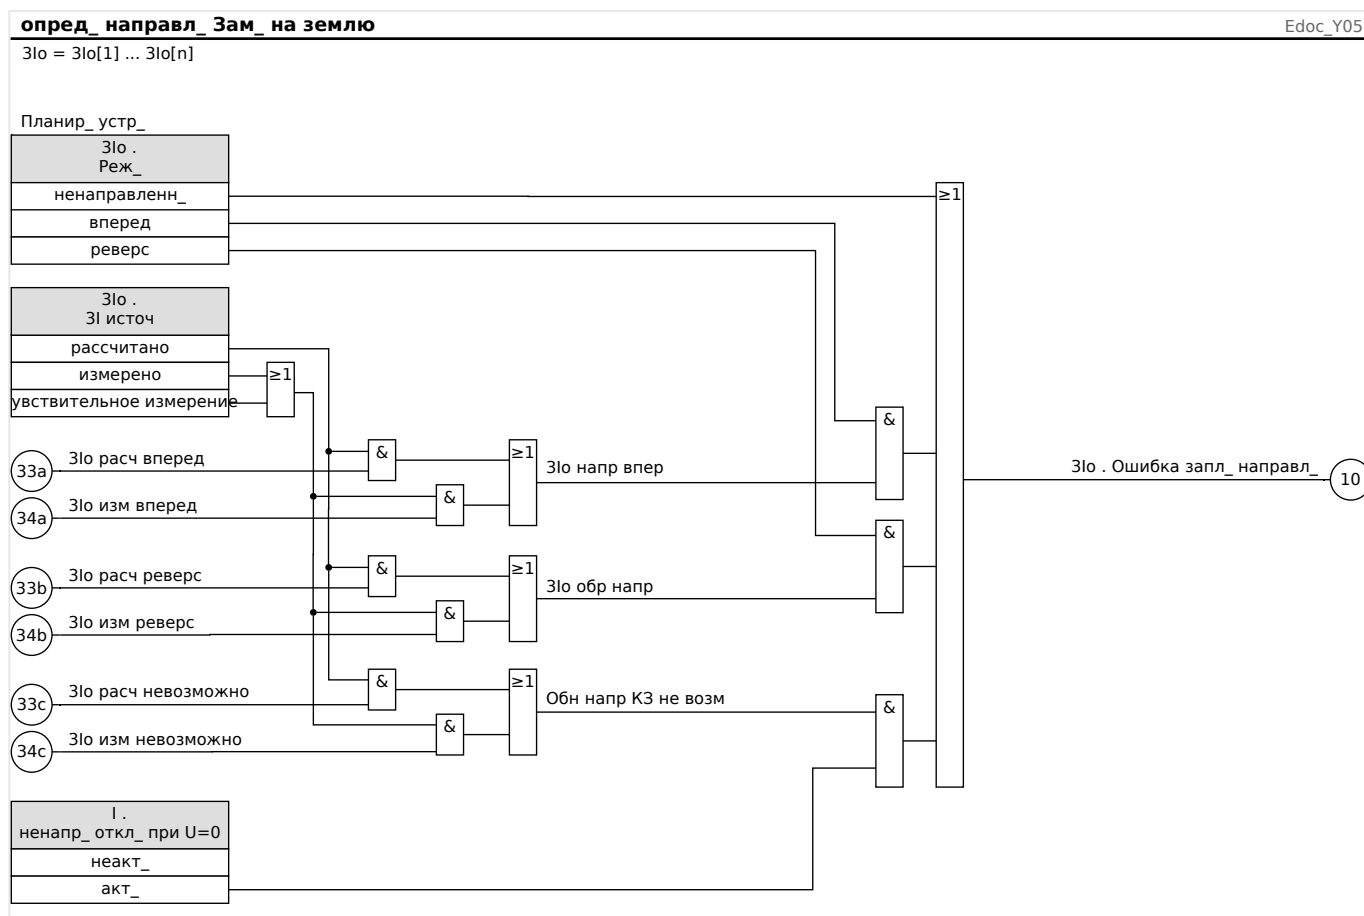 опред_ направл_ Зам_ на землю
Edoc_Y05
3Io = 3Io[1] ... 3Io[n]
Планир_ устр_
3Io .
Реж_
ненаправленн_
вперед
реверс
≥1
3Io .
3I источ
рассчитано
измерено
≥1
увствительное измерение
&
33a
3Io расч вперед
&
≥1
3Io напр впер
3Io . Ошибка запл_ направл_
10
34a
3Io изм вперед
&
&
33b
3Io расч реверс
&
≥1
3Io обр напр
34b
3Io изм реверс
&
33c
3Io расч невозможно
&
≥1
Обн напр КЗ не возм
&
34c
3Io изм невозможно
&
I .
ненапр_ откл_ при U=0
неакт_
акт_